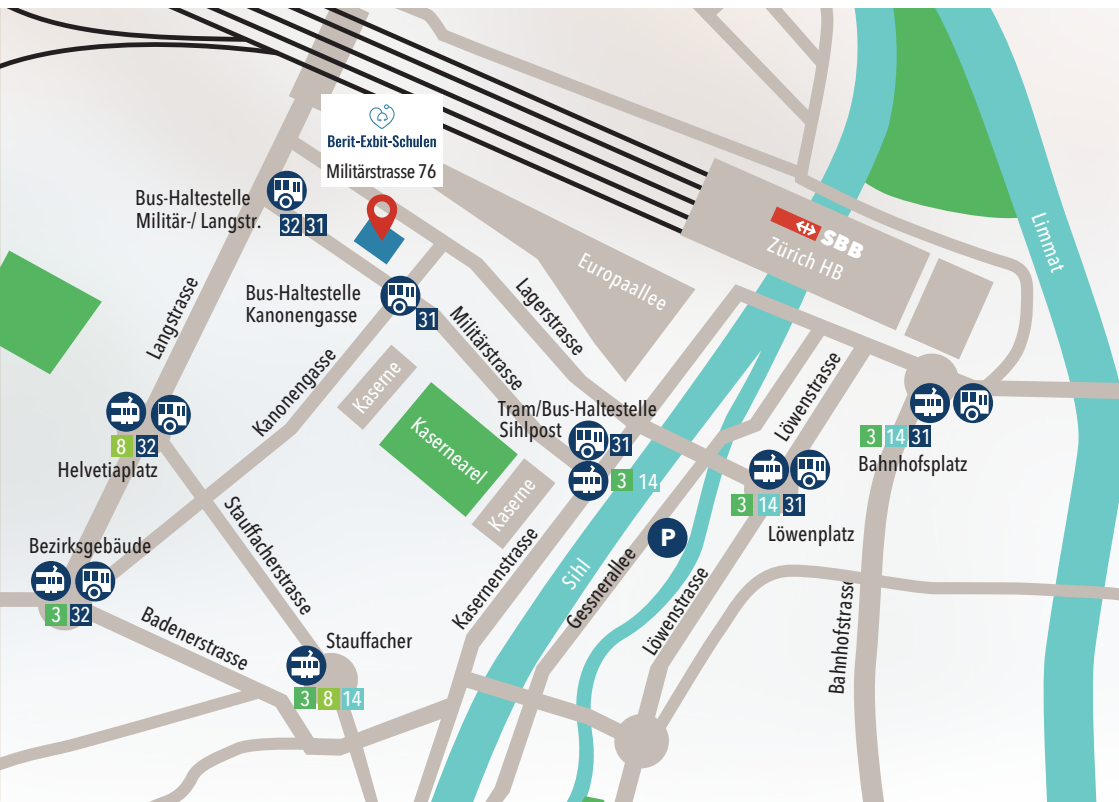 Berit-Exbit-Schulen
Militärstrasse 76
Bus-Haltestelle
Militär-/ Langstr.
32 31
SBB
Zürich HB
Limmat
Europaallee
Bus-Haltestelle
Kanonengasse
31
Langstrasse
Lagerstrasse
Militärstrasse
Kanonengasse
Kaserne
Kasernearel
Kaserne
Tram/Bus-Haltestelle
Sihlpost
31
3 14
Löwenstrasse
3 14 31
Bahnhofsplatz
8 32
Helvetiaplatz
3 14 31
Löwenplatz
P
Stauffacherstrasse
Bezirksgebäude
3 32
Badenerstrasse
Kasernenstrasse
Sihl
Gessnerallee
Löwenstrasse
Bahnhofstrasse
Stauffacher
3 8 14